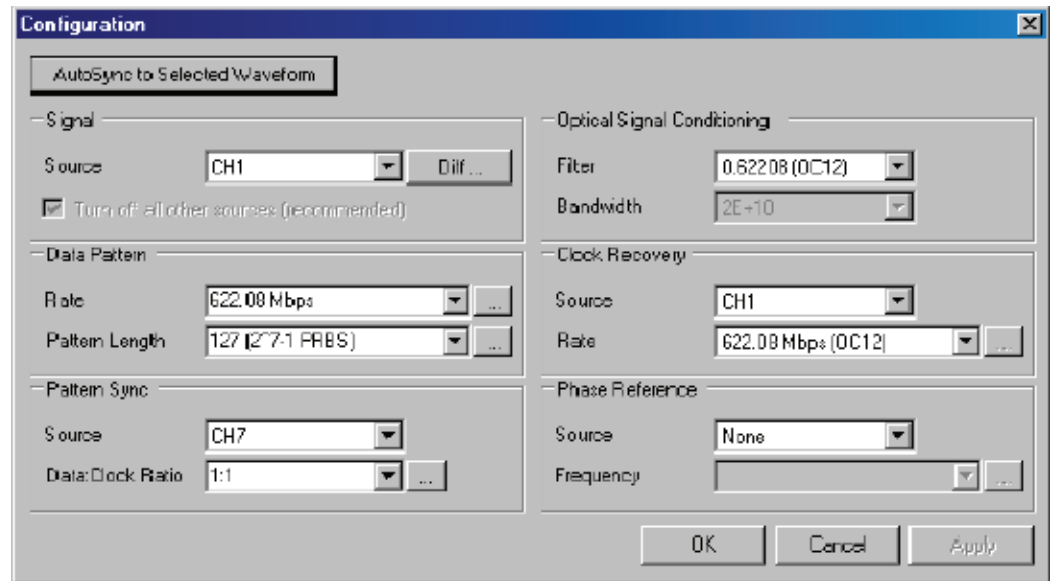 Configuration
AutoSync to Selected Waveform
Signal
Source CH1 Diff ...
Turn off all other sources (recommended)
Data Pattern
Rate 622.08 Mbps ...
Pattern Length 127 (2^7-1 PRBS) ...
Pattern Sync
Source CH7
Data:Clock Ratio 1:1 ...
Optical Signal Conditioning
Filter 0.62208 (OC12)
Bandwidth 2E+10
Clock Recovery
Source CH1
Rate 622.08 Mbps (OC12) ...
Phase Reference
Source None
Frequency ...
OK Cancel Apply